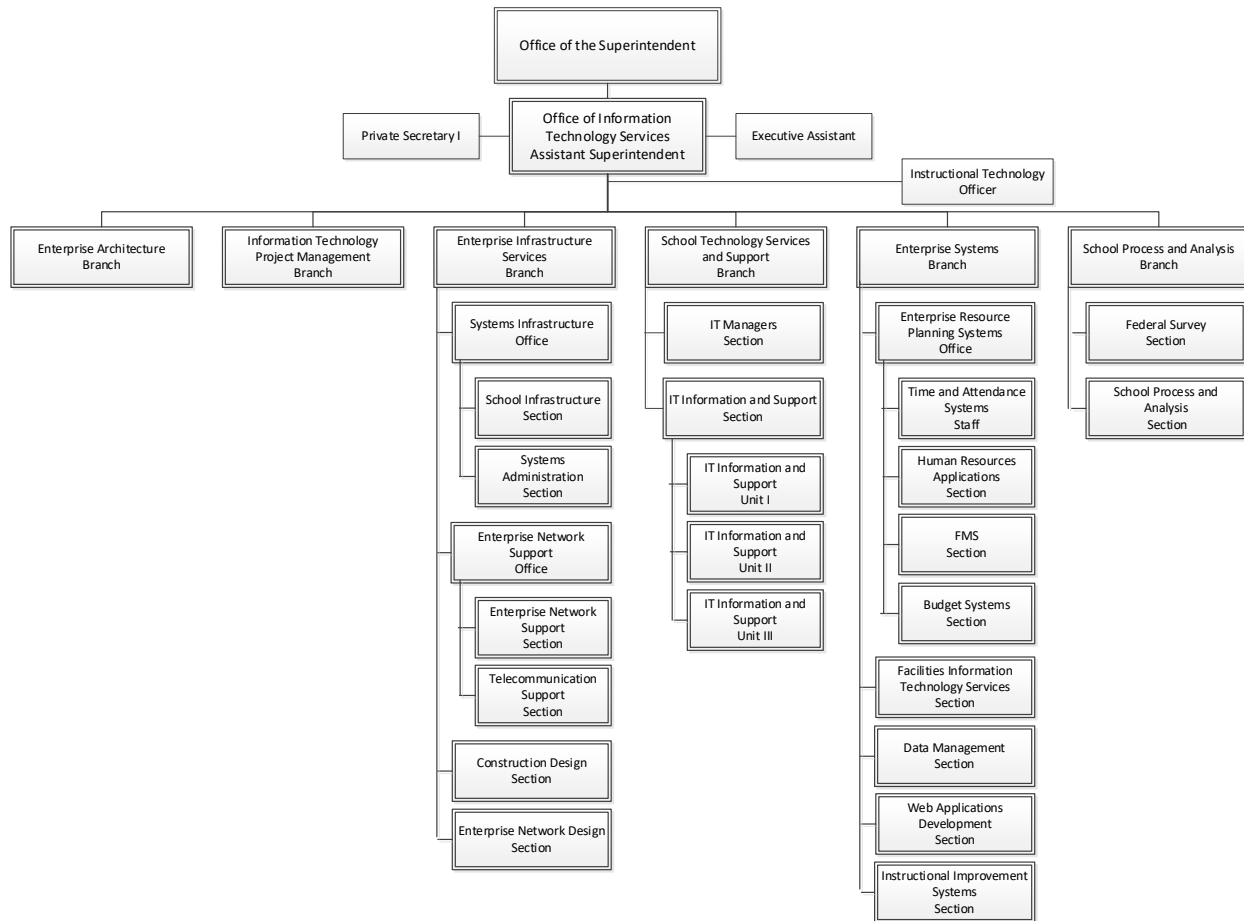 Office of the Superintendent
Office of Information
Technology Services
Assistant Superintendent
Private Secretary I
Executive Assistant
Instructional Technology
Officer
Enterprise Architecture
Branch
Information Technology
Project Management
Branch
Enterprise Infrastructure
Services
Branch
School Technology Services
and Support
Branch
Enterprise Systems
Branch
School Process and Analysis
Branch
Systems Infrastructure
Office
School Infrastructure
Section
Systems
Administration
Section
Enterprise Network
Support
Office
Enterprise Network
Support
Section
Telecommunication
Support
Section
Construction Design
Section
Enterprise Network Design
Section
IT Managers
Section
IT Information and Support
Section
IT Information and
Support
Unit I
IT Information and
Support
Unit II
IT Information and
Support
Unit III
Enterprise Resource
Planning Systems
Office
Time and Attendance
Systems
Staff
Human Resources
Applications
Section
FMS
Section
Budget Systems
Section
Facilities Information
Technology Services
Section
Data Management
Section
Web Applications
Development
Section
Instructional Improvement
Systems
Section
Federal Survey
Section
School Process and
Analysis
Section